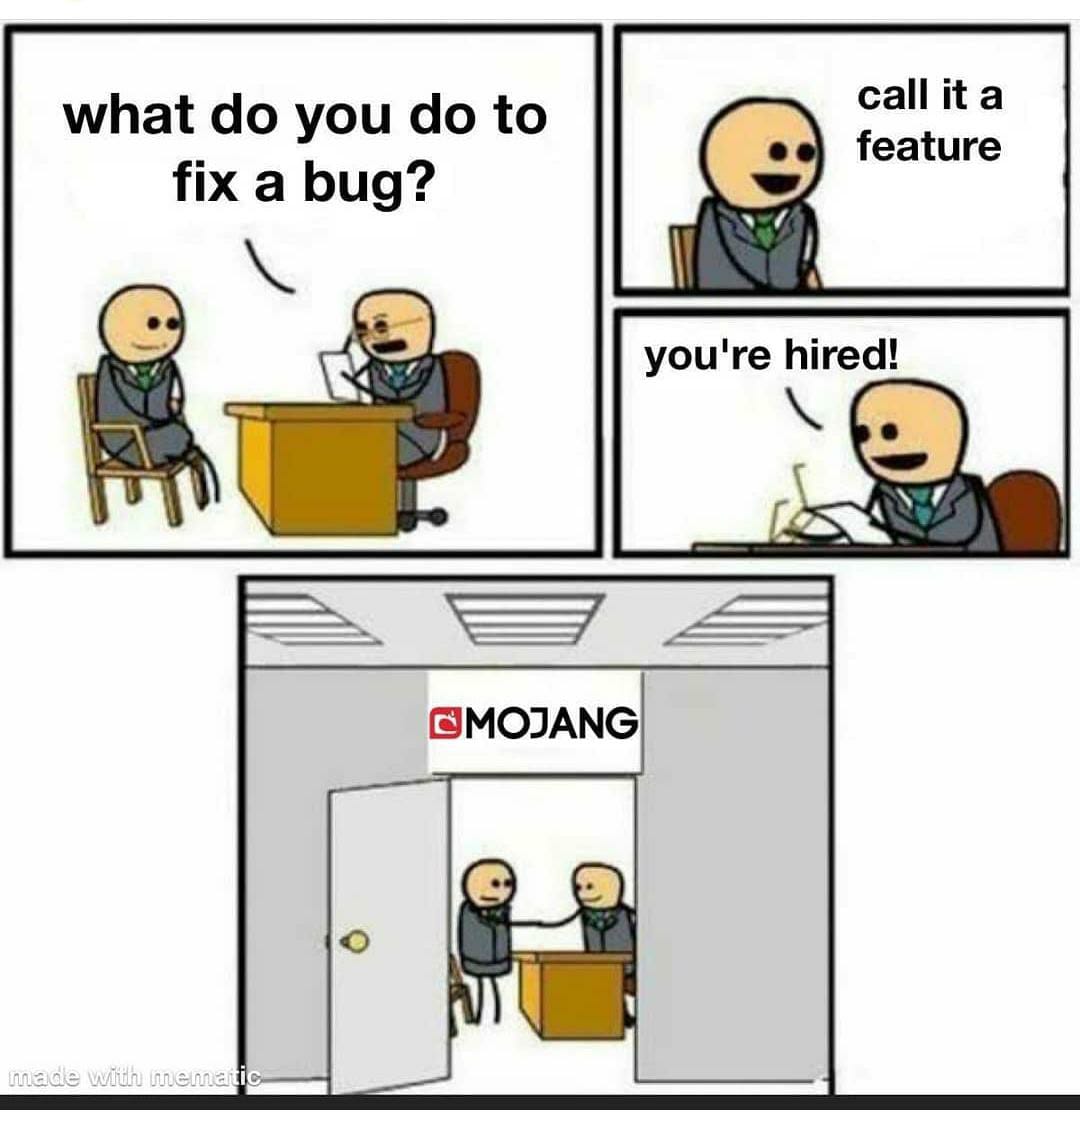 what do you do to
fix a bug?
call it a
feature
you're hired!
MOJANG
made with mematic